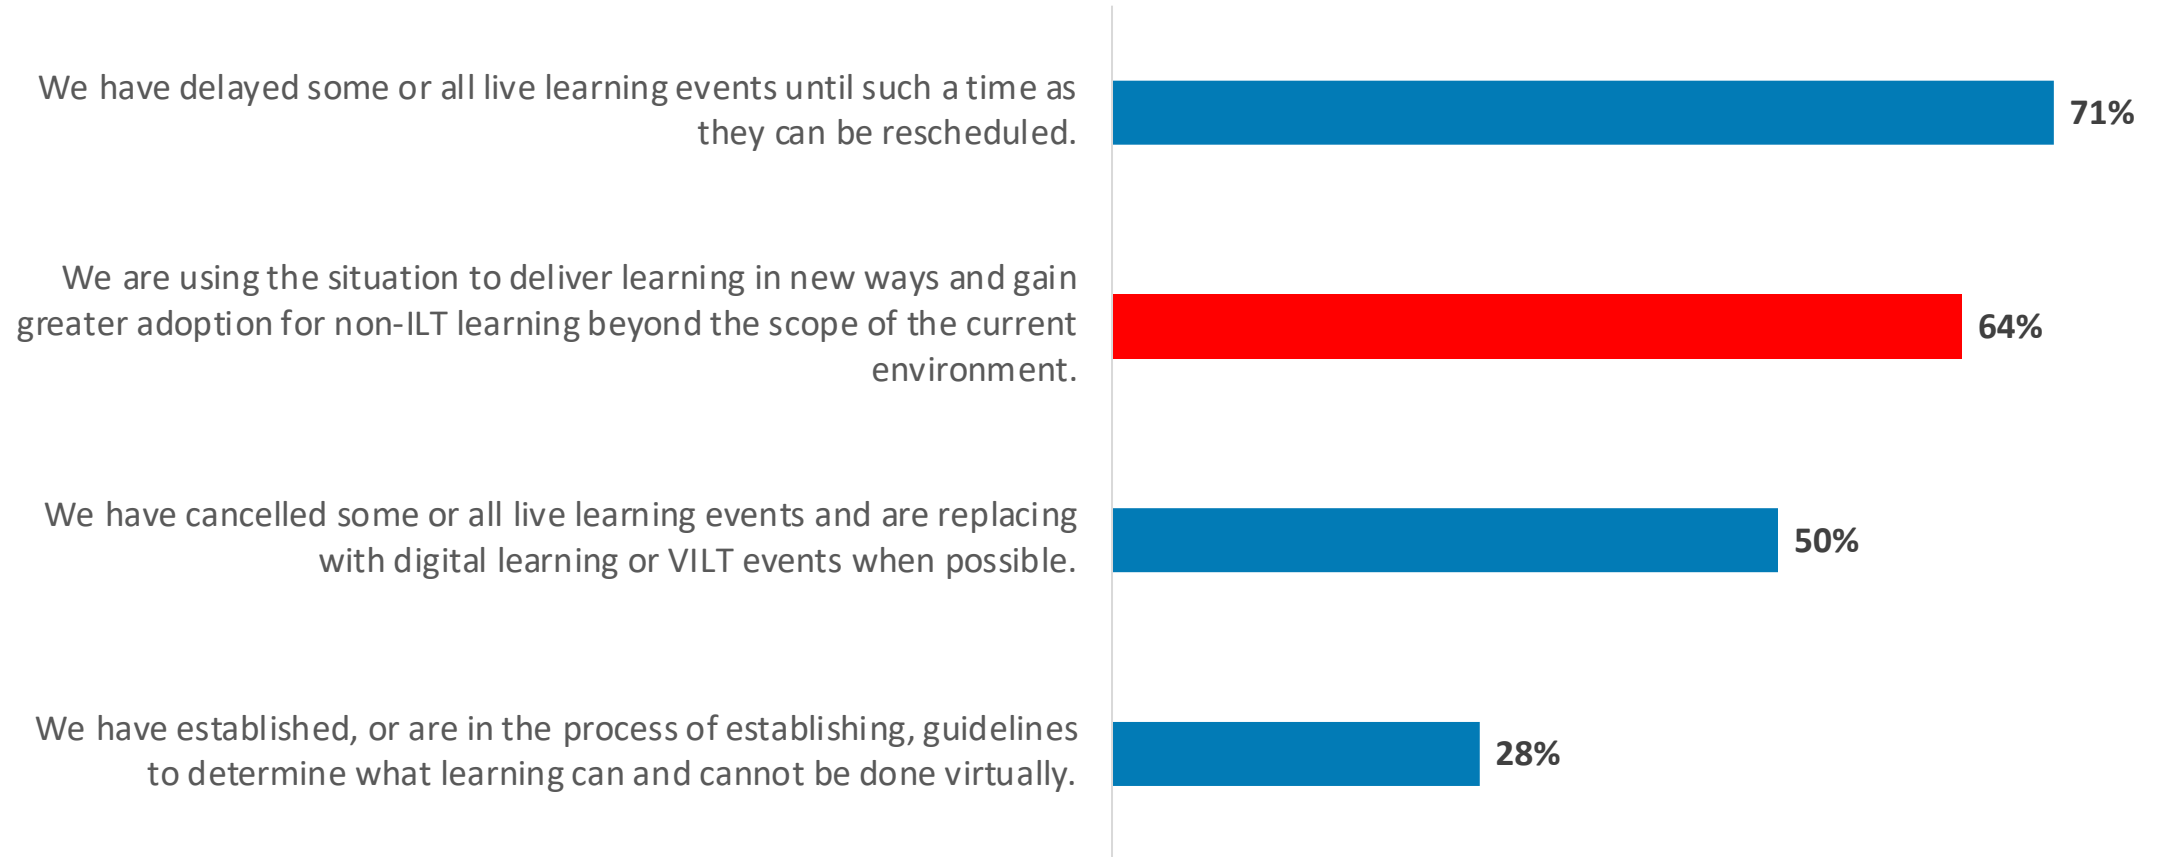 We have delayed some or all live learning events until such a time as
they can be rescheduled.
71%
We are using the situation to deliver learning in new ways and gain
greater adoption for non-ILT learning beyond the scope of the current
environment.
64%
We have cancelled some or all live learning events and are replacing
with digital learning or VILT events when possible.
50%
We have established, or are in the process of establishing, guidelines
to determine what learning can and cannot be done virtually.
28%